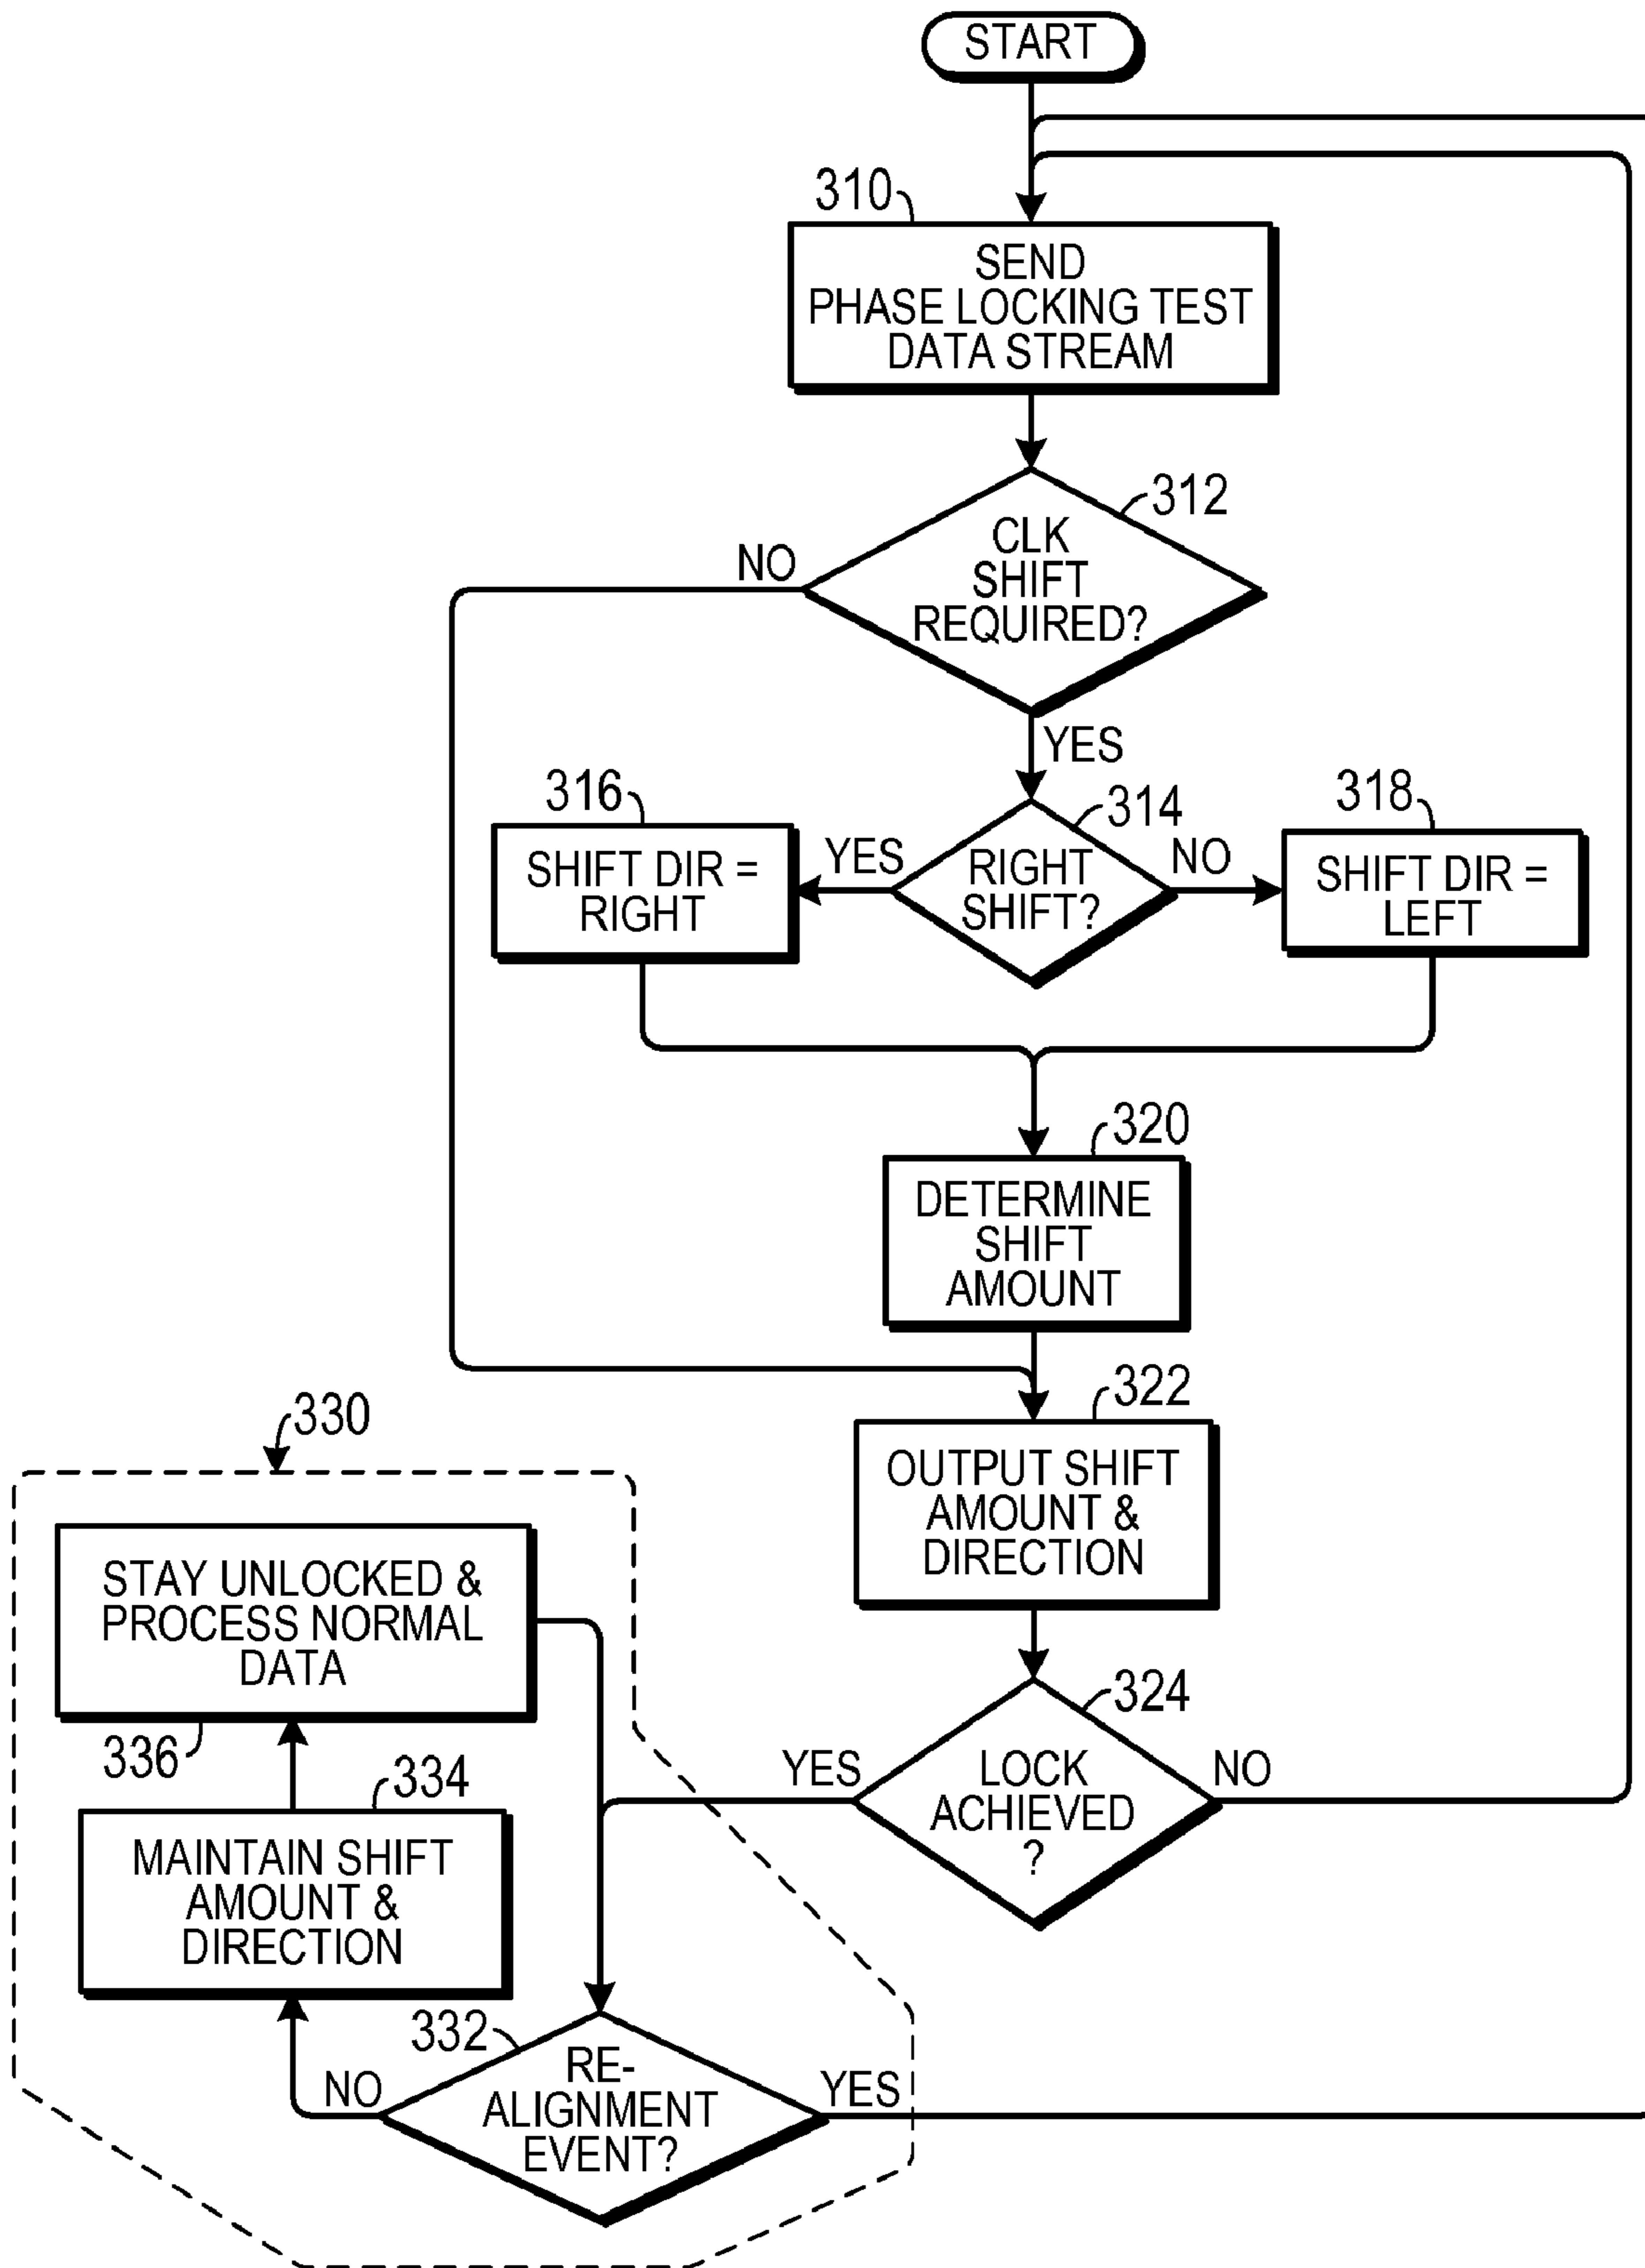 START
310
SEND
PHASE LOCKING TEST
DATA STREAM
312
CLK
SHIFT
REQUIRED?
NO
YES
316
SHIFT DIR =
RIGHT
YES
314
RIGHT
SHIFT?
NO
318
SHIFT DIR =
LEFT
320
DETERMINE
SHIFT
AMOUNT
322
OUTPUT SHIFT
AMOUNT &
DIRECTION
324
LOCK
ACHIEVED
?
YES
NO
330
STAY UNLOCKED &
PROCESS NORMAL
DATA
336
334
MAINTAIN SHIFT
AMOUNT &
DIRECTION
332
RE-
ALIGNMENT
EVENT?
NO
YES